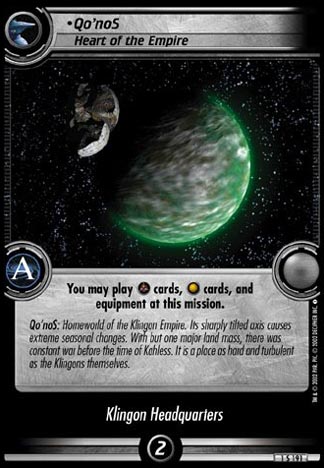 •Qo'noS
Heart of the Empire
A
You may play cards, cards, and
equipment at this mission.
Qo'noS: Homeworld of the Klingon Empire. Its sharply tilted axis causes
extreme seasonal changes. With but one major land mass, there was
constant war before the time of Kahless. It is a place as hard and turbulent
as the Klingons themselves.
Klingon Headquarters
2